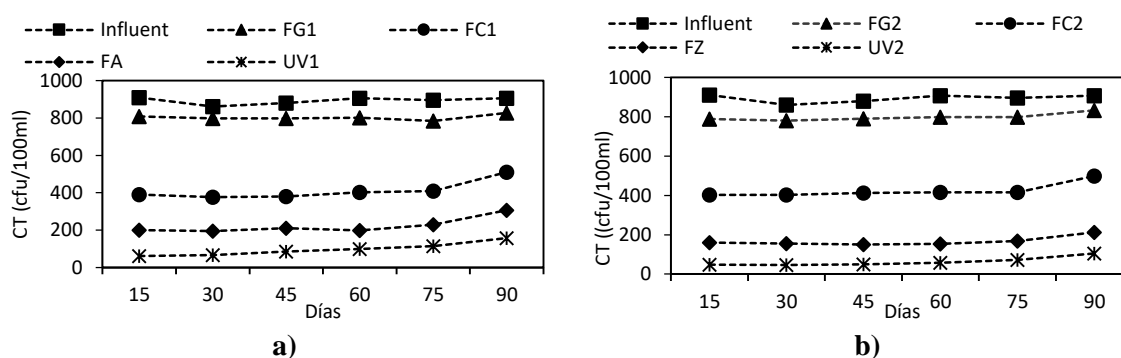 Influent FG1 FC1
FA UV1
1000
800
600
400
200
0
CT (cfu/100ml)
15 30 45 60 75 90
Días
a)
Influent FG2 FC2
FZ UV2
1000
800
600
400
200
0
CT ((cfu/100ml)
15 30 45 60 75 90
Días
b)